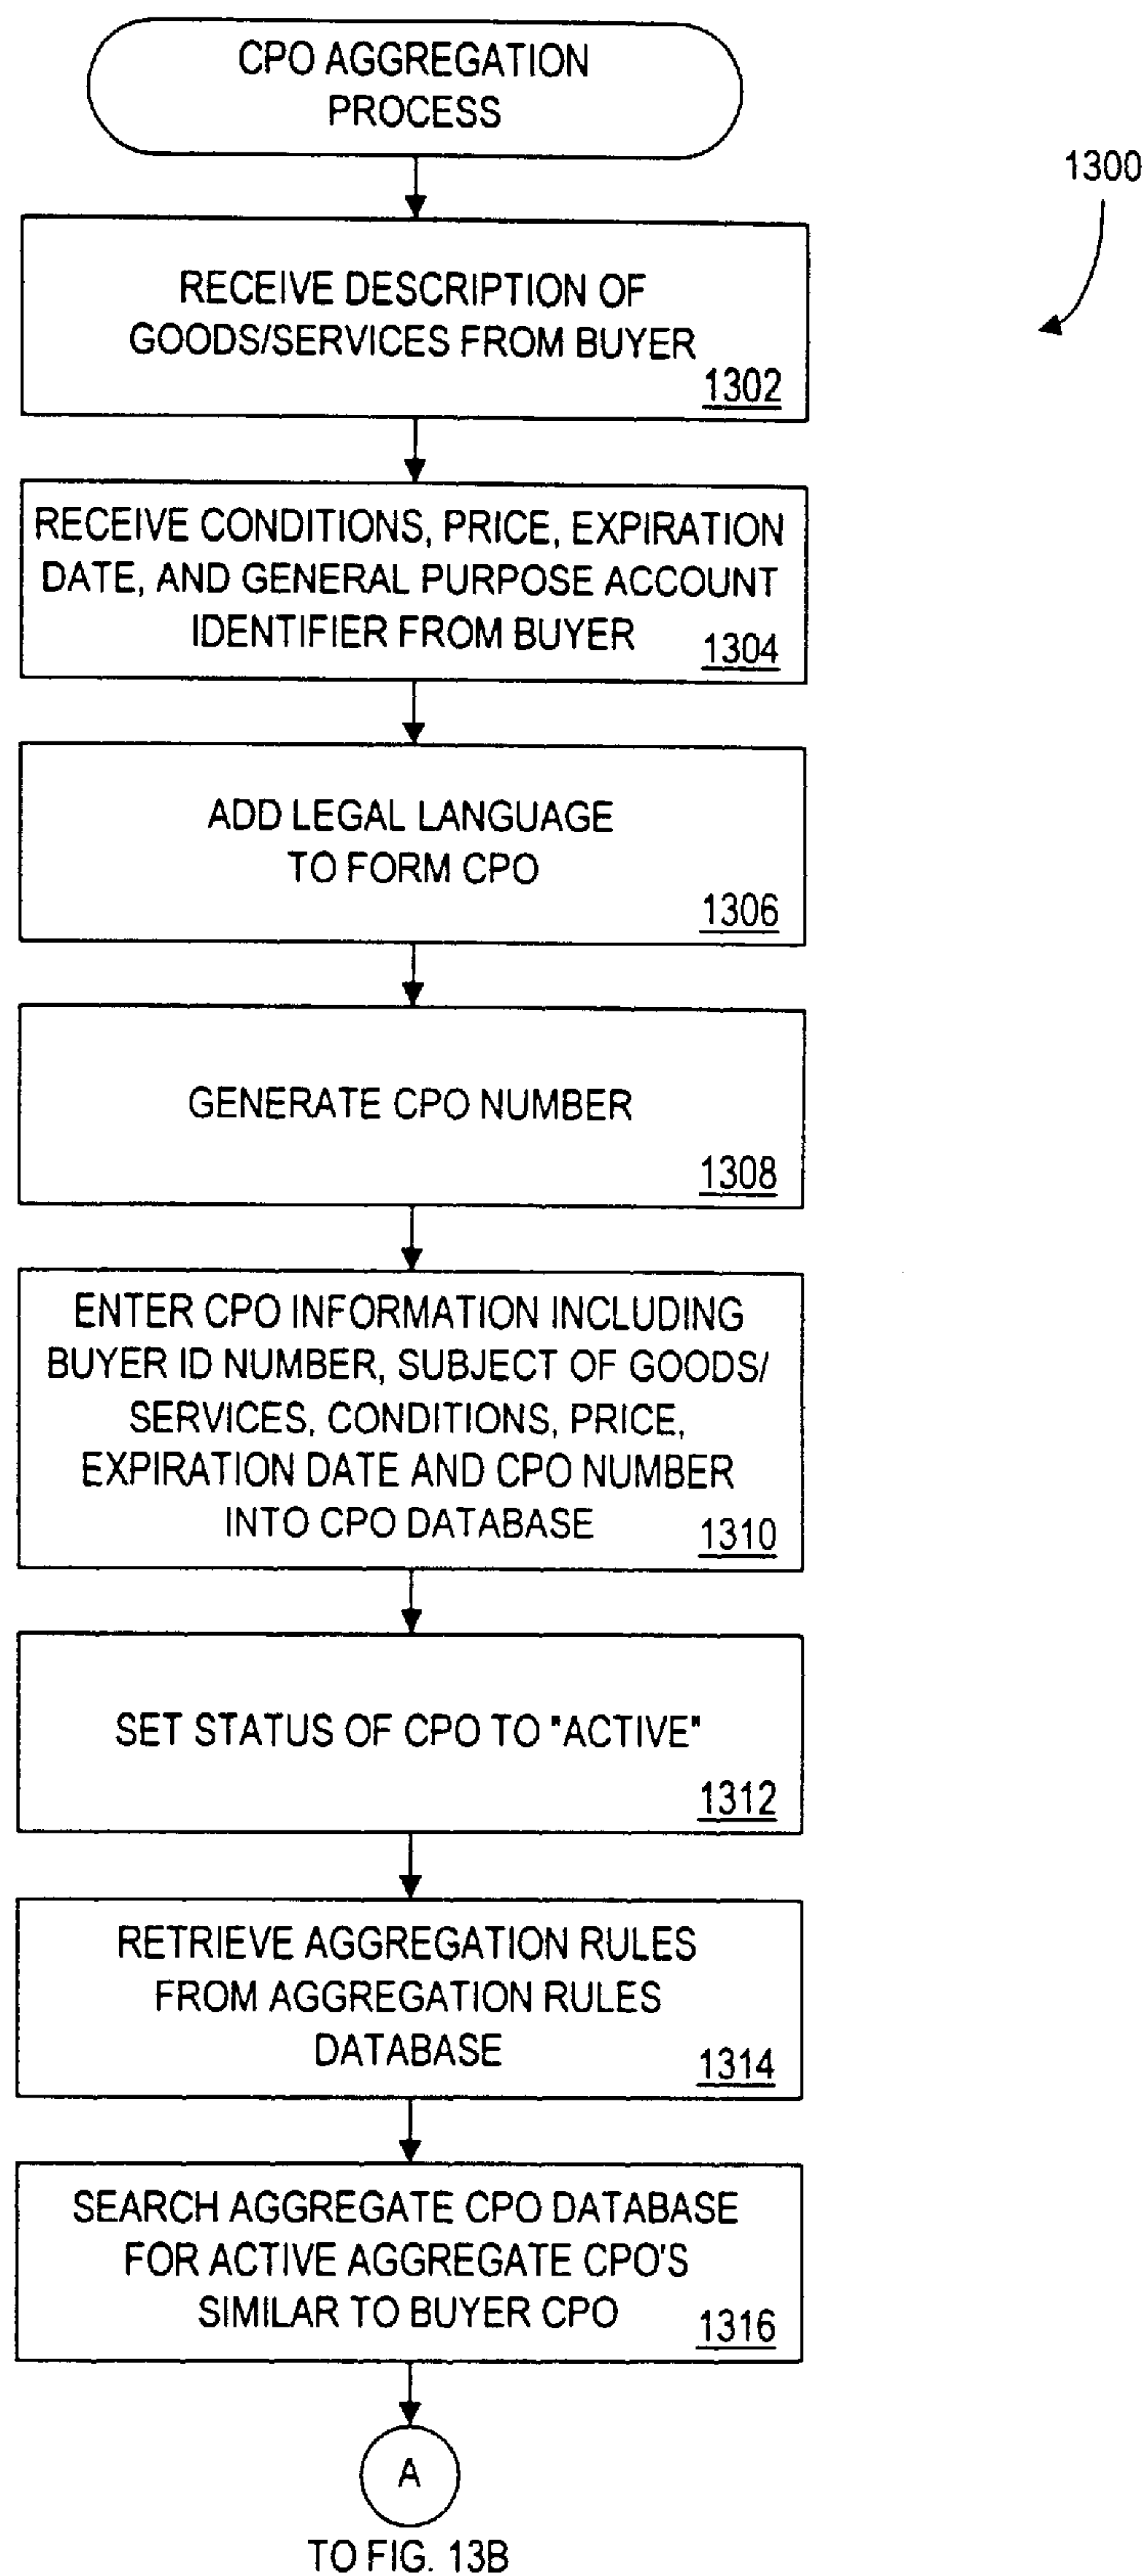 CPO AGGREGATION
PROCESS
1300
RECEIVE DESCRIPTION OF
GOODS/SERVICES FROM BUYER
1302
RECEIVE CONDITIONS, PRICE, EXPIRATION
DATE, AND GENERAL PURPOSE ACCOUNT
IDENTIFIER FROM BUYER
1304
ADD LEGAL LANGUAGE
TO FORM CPO
1306
GENERATE CPO NUMBER
1308
ENTER CPO INFORMATION INCLUDING
BUYER ID NUMBER, SUBJECT OF GOODS/
SERVICES, CONDITIONS, PRICE,
EXPIRATION DATE AND CPO NUMBER
INTO CPO DATABASE
1310
SET STATUS OF CPO TO "ACTIVE"
1312
RETRIEVE AGGREGATION RULES
FROM AGGREGATION RULES
DATABASE
1314
SEARCH AGGREGATE CPO DATABASE
FOR ACTIVE AGGREGATE CPO'S
SIMILAR TO BUYER CPO
1316
A
TO FIG. 13B